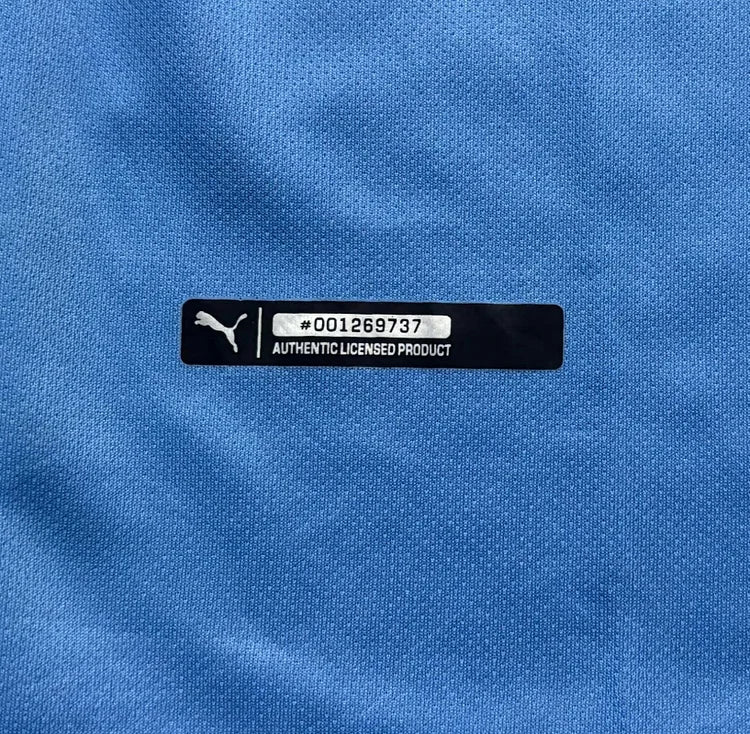 #001269737
AUTHENTIC LICENSED PRODUCT